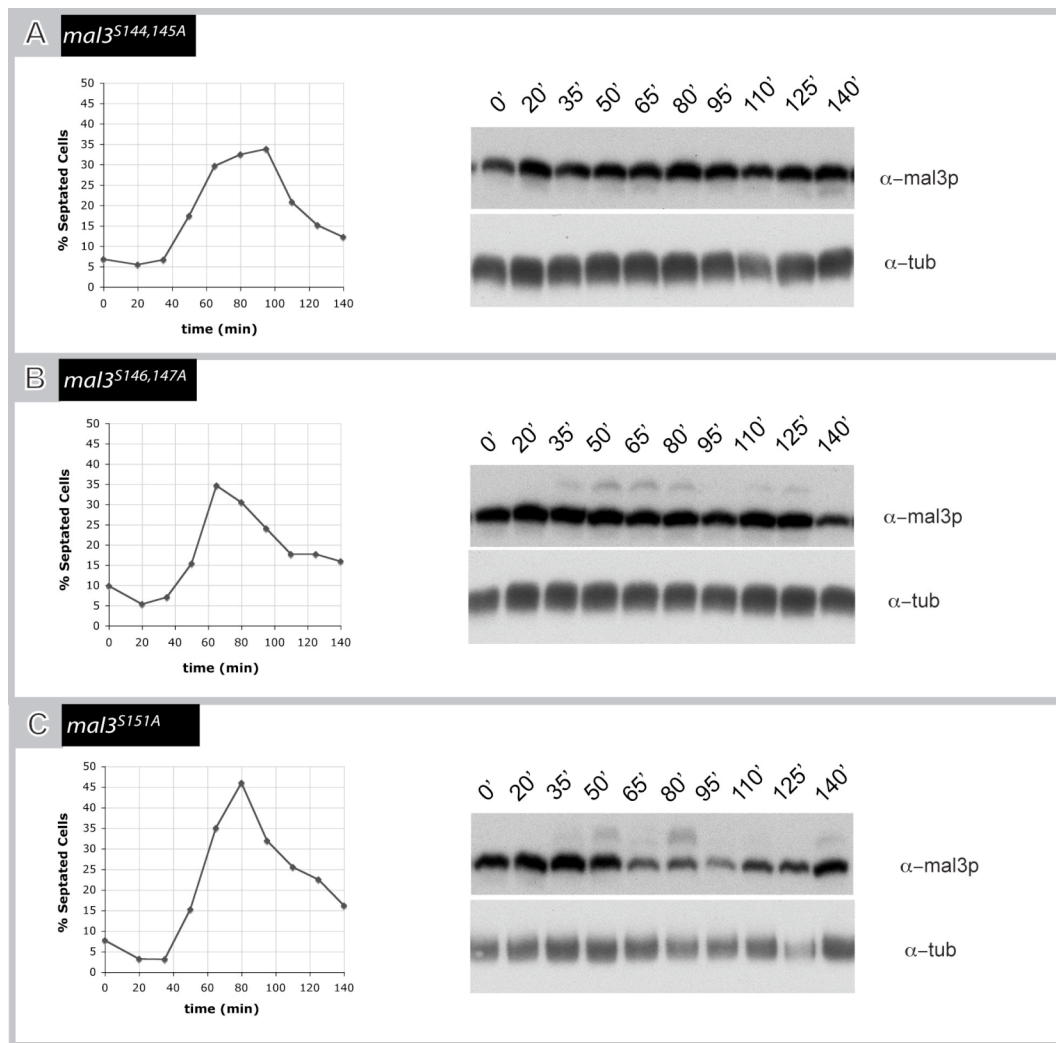 A mal3S144,145A
50
45
40
35
30
25
20
15
10
5
0
% Septated Cells
0 20 40 60 80 100 120 140
time (min)
0' 20' 35' 50' 65' 80' 95' 110' 125' 140'
α–mal3p
α–tub
B mal3S146,147A
50
45
40
35
30
25
20
15
10
5
0
% Septated Cells
0 20 40 60 80 100 120 140
time (min)
0' 20' 35' 50' 65' 80' 95' 110' 125' 140'
α–mal3p
α–tub
C mal3S151A
50
45
40
35
30
25
20
15
10
5
0
% Septated Cells
0 20 40 60 80 100 120 140
time (min)
0' 20' 35' 50' 65' 80' 95' 110' 125' 140'
α–mal3p
α–tub